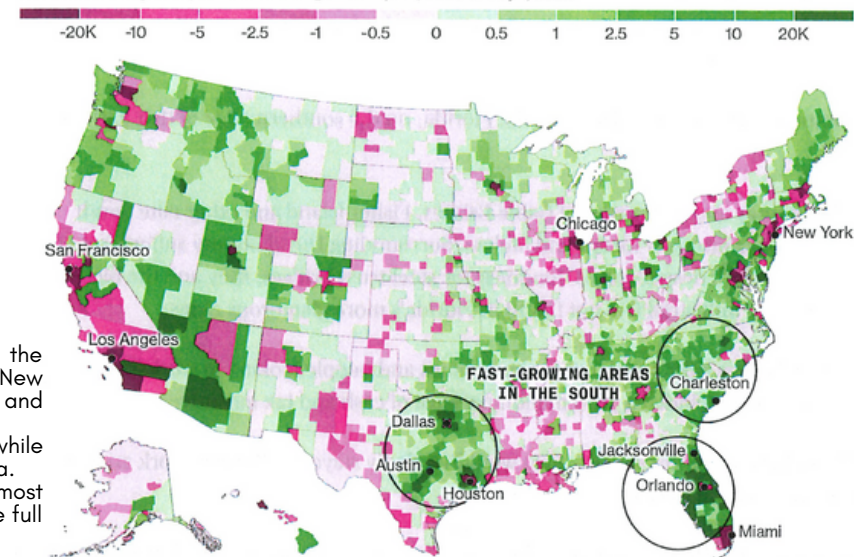 -20K -10 -5 -2.5 -1 -0.5 0 0.5 1 2.5 5 10 20K
Chicago
New York
San Francisco
Los Angeles
the
New
and
while
a.
most
full
FAST-GROWING AREAS
IN THE SOUTH
Charleston
Dallas
Austin
Houston
Jacksonville
Orlando
Miami